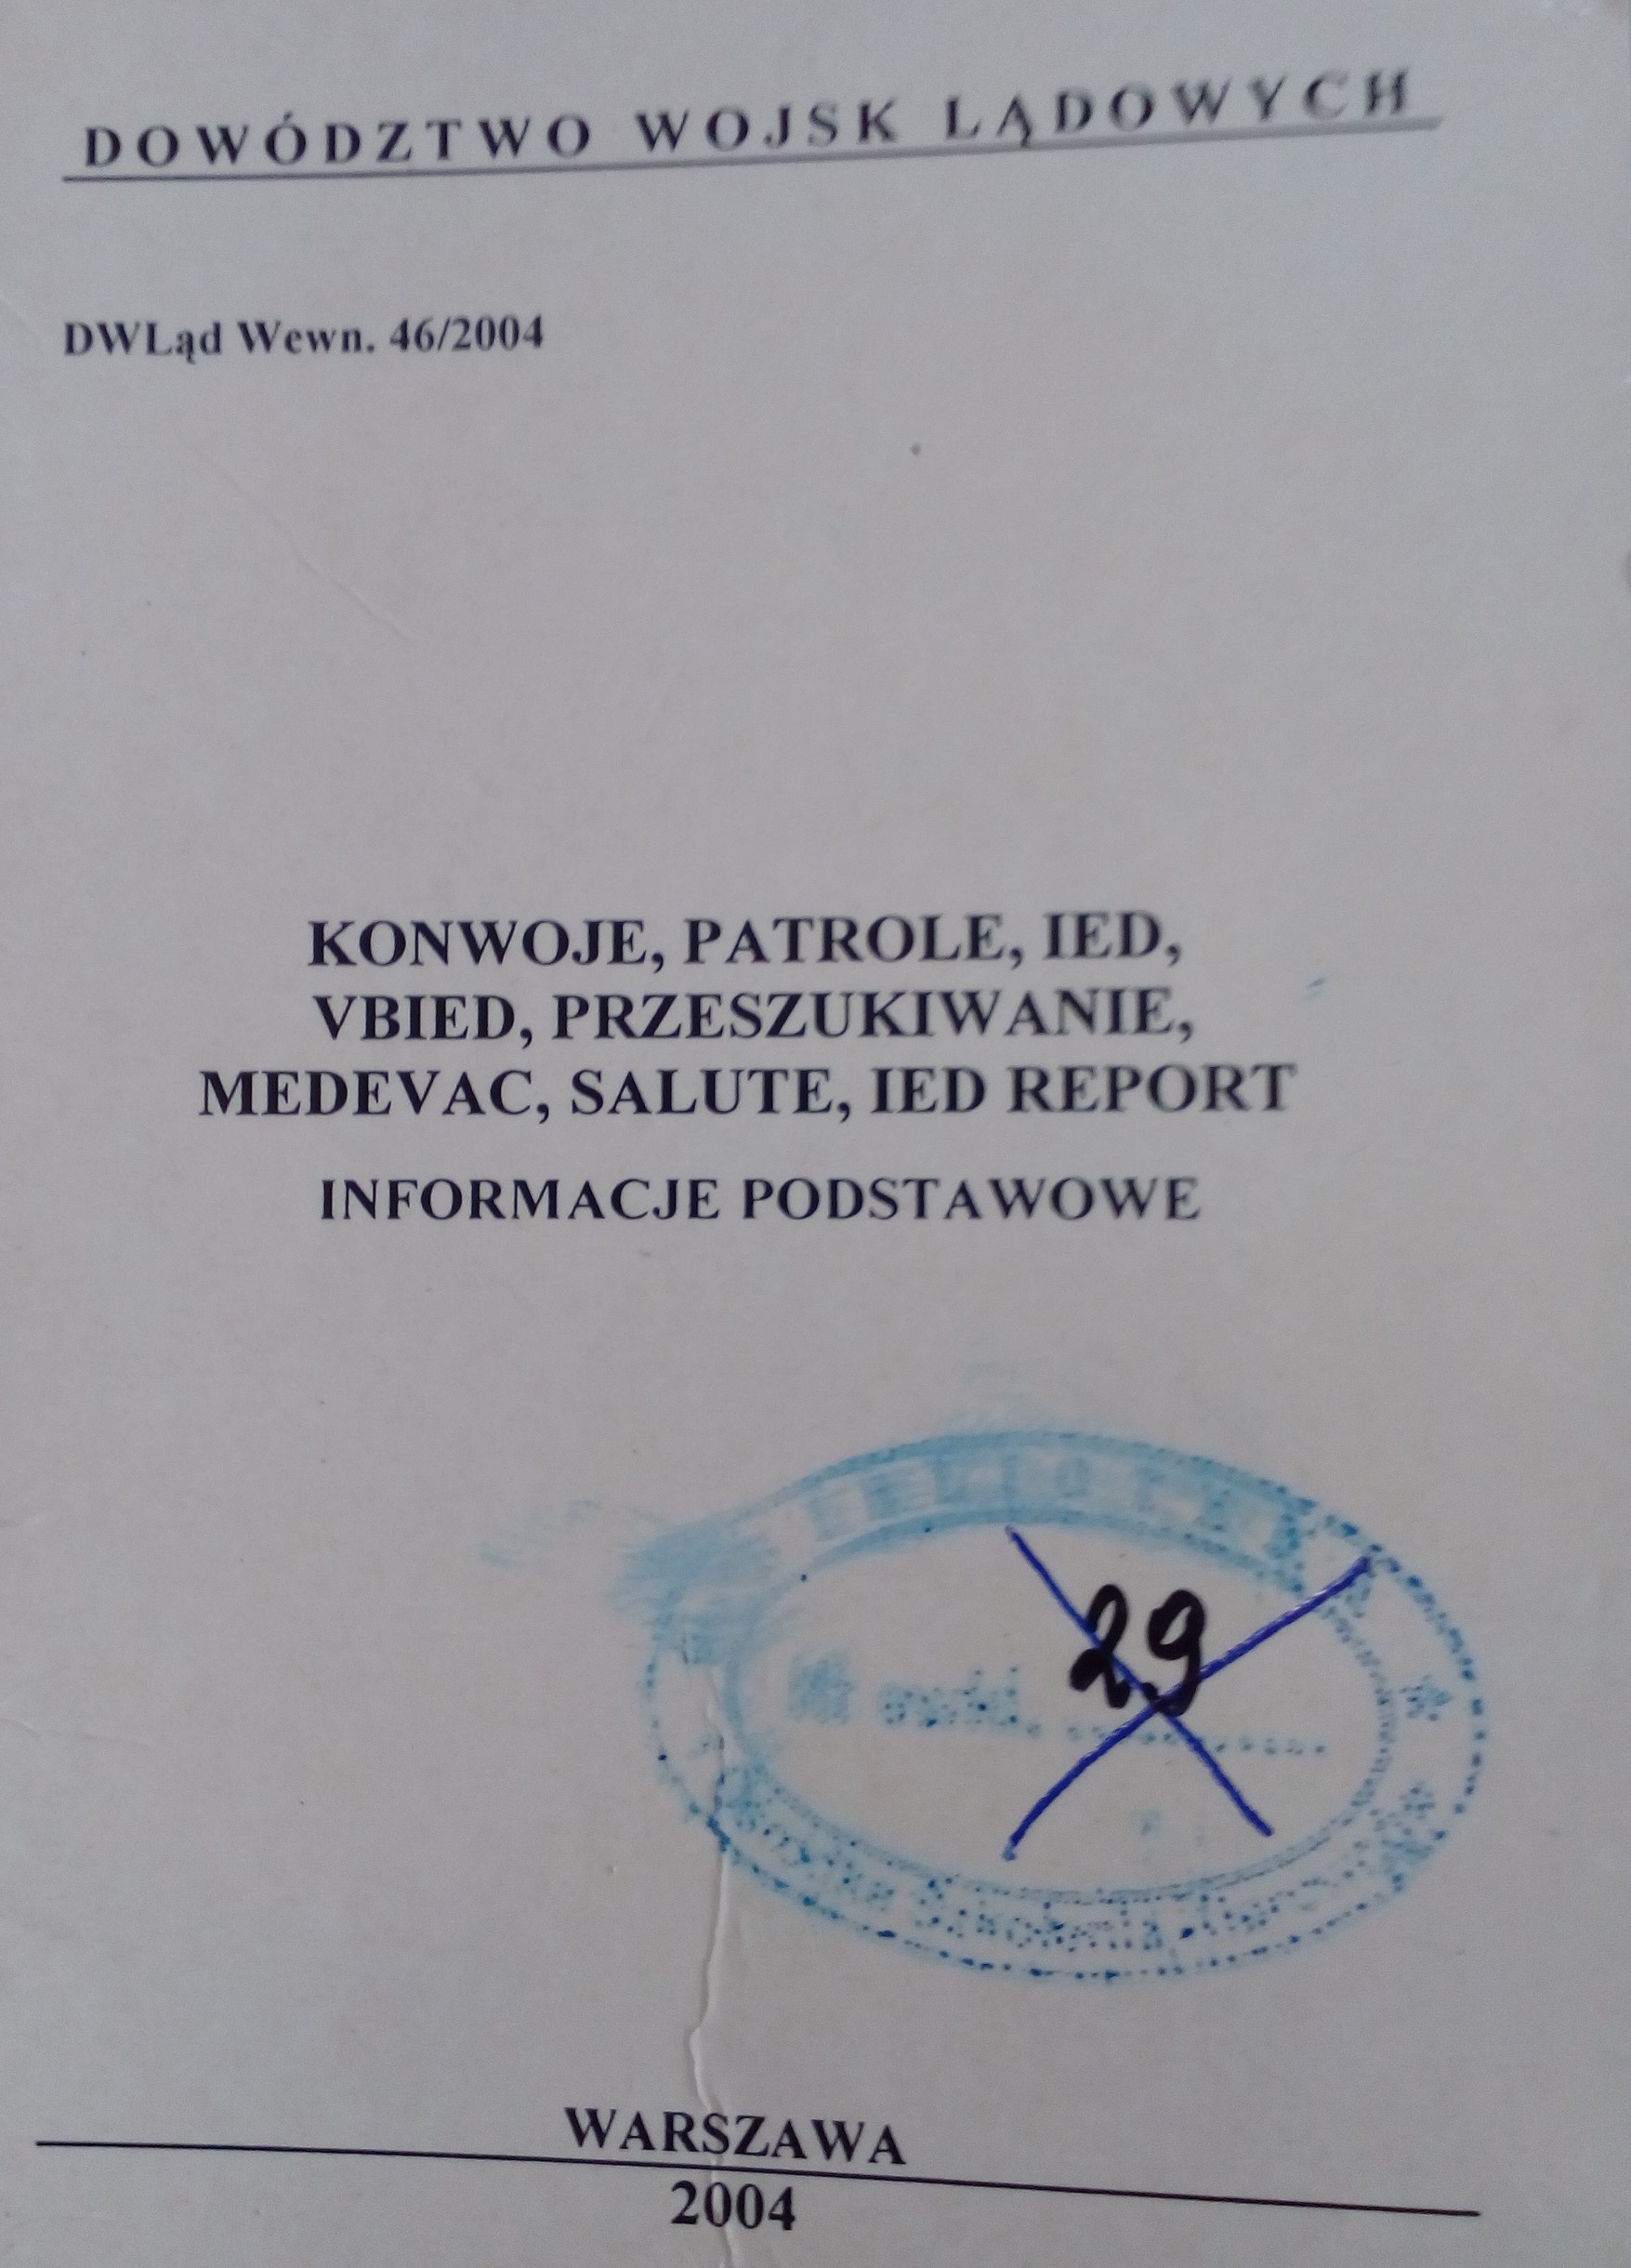 DOWÓDZTWO WOJSK LĄDOWYCH
DWLąd Wewn. 46/2004
KONWOJE, PATROLE, IED,
VBIED, PRZESZUKIWANIE,
MEDEVAC, SALUTE, IED REPORT
INFORMACJE PODSTAWOWE
29
WARSZAWA
2004